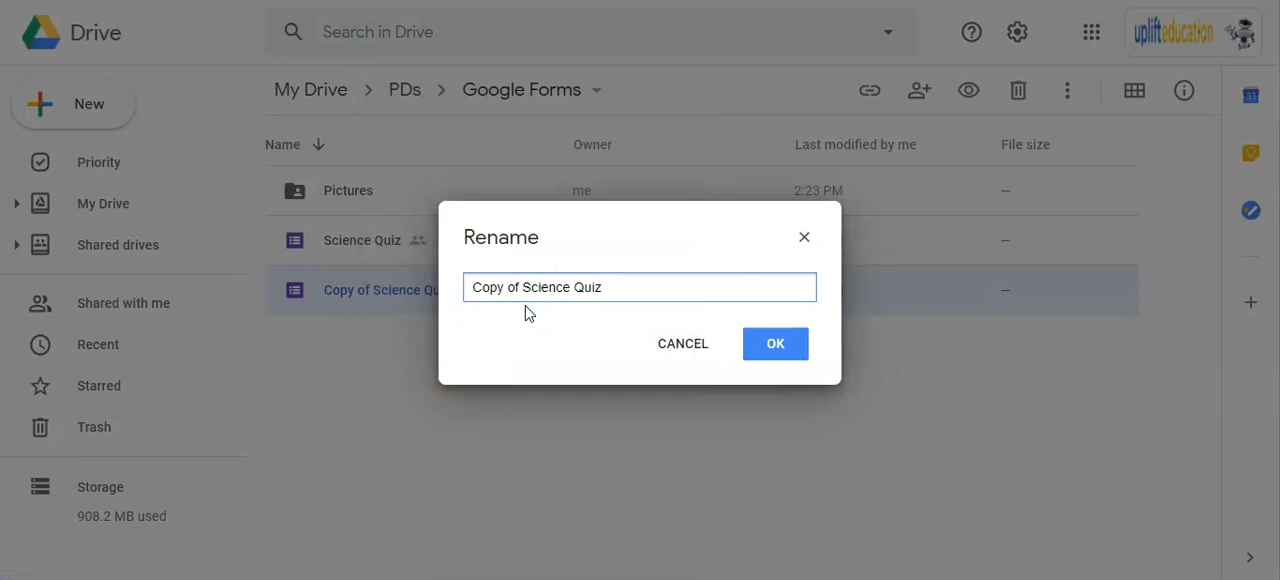 Drive
Search in Drive
uplifteducation
My Drive > PDs > Google Forms
New
Name
Owner
Last modified by me
File size
Priority
Pictures
me
2:23 PM
—
My Drive
Science Quiz
—
Shared drives
Copy of Science Qu
—
Rename
Copy of Science Quiz
CANCEL
OK
Shared with me
Recent
Starred
Trash
Storage
908.2 MB used
31